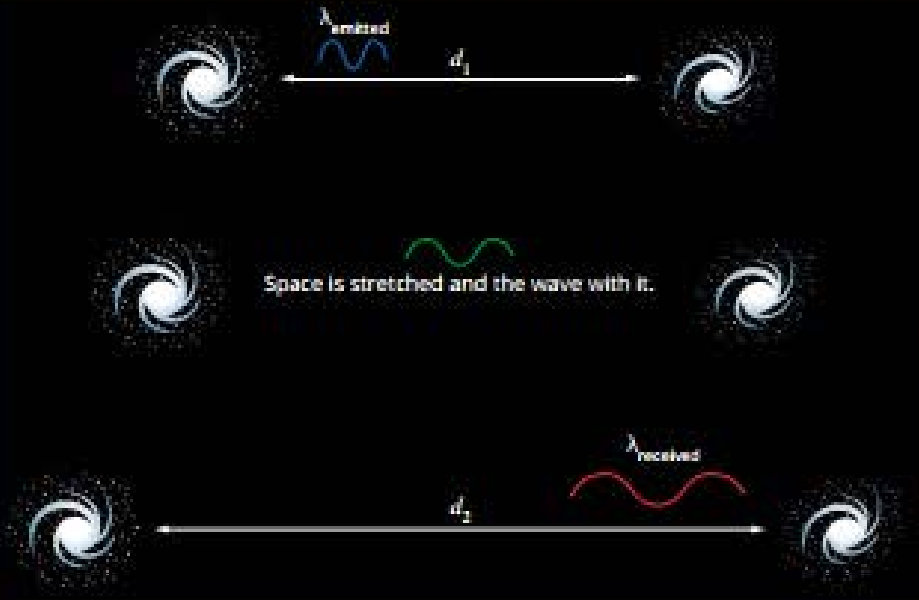 λemitted
d1
Space is stretched and the wave with it.
λreceived
d2